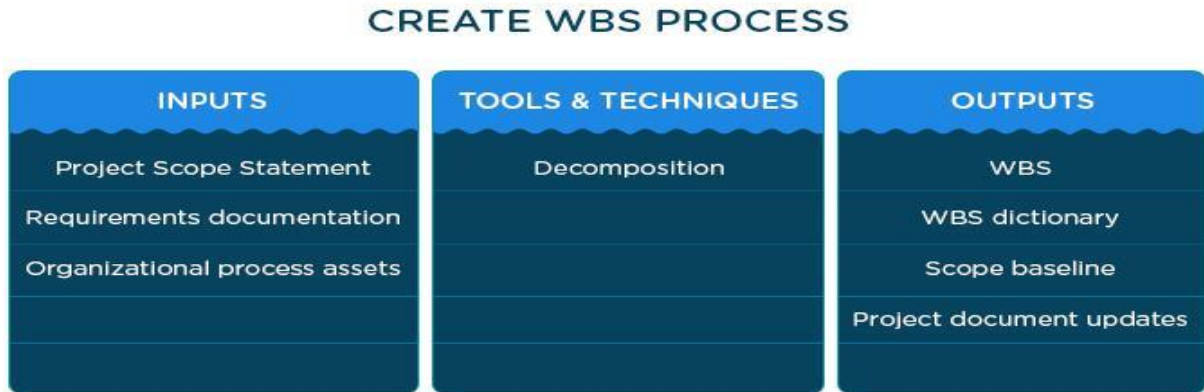 CREATE WBS PROCESS
INPUTS
Project Scope Statement
Requirements documentation
Organizational process assets
TOOLS & TECHNIQUES
Decomposition
OUTPUTS
WBS
WBS dictionary
Scope baseline
Project document updates